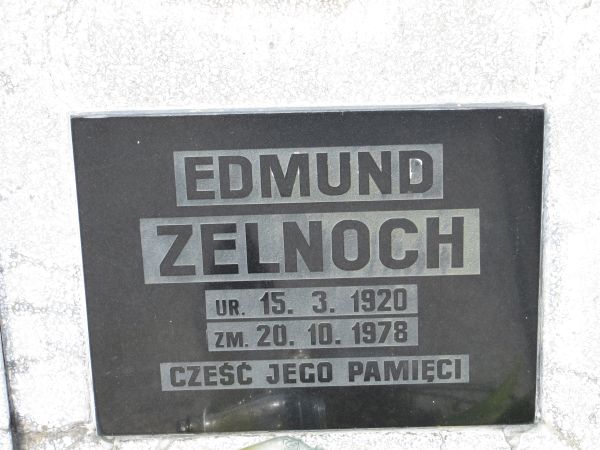 EDMUND
ZELNOCH
UR. 15. 3. 1920
ZM. 20. 10. 1978
CZEŚĆ JEGO PAMIĘCI